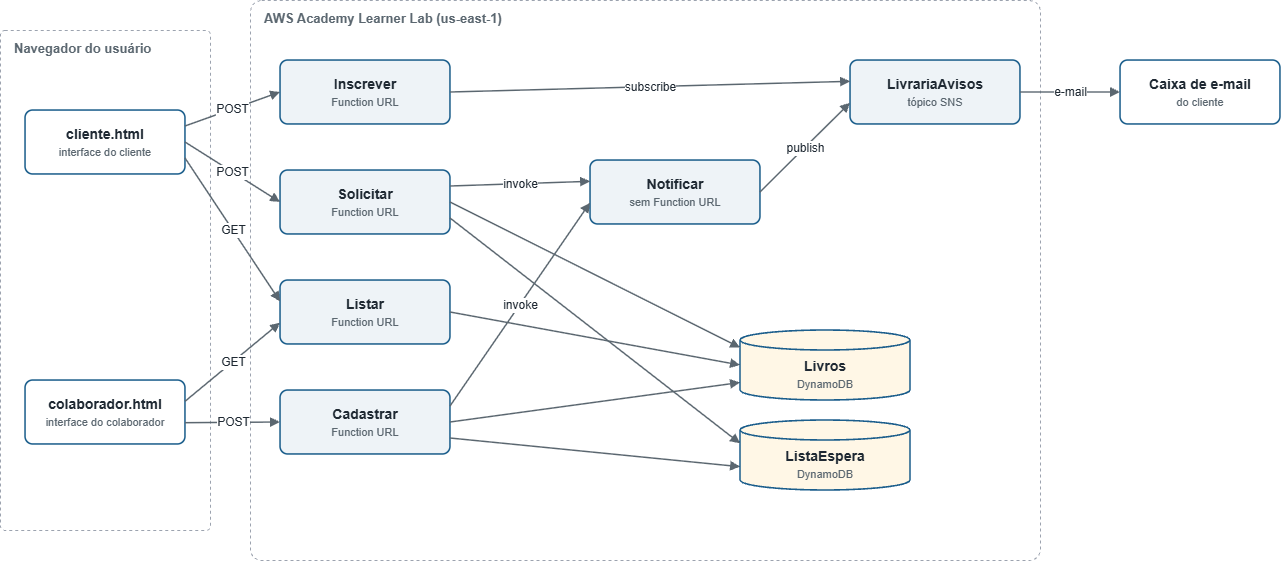 AWS Academy Learner Lab (us-east-1)
Navegador do usuário
cliente.html
interface do cliente
colaborador.html
interface do colaborador
POST
POST
GET
GET
POST
Inscrever
Function URL
Solicitar
Function URL
Listar
Function URL
Cadastrar
Function URL
subscribe
invoke
invoke
Notificar
sem Function URL
publish
LivrariaAvisos
tópico SNS
e-mail
Caixa de e-mail
do cliente
Livros
DynamoDB
ListaEspera
DynamoDB